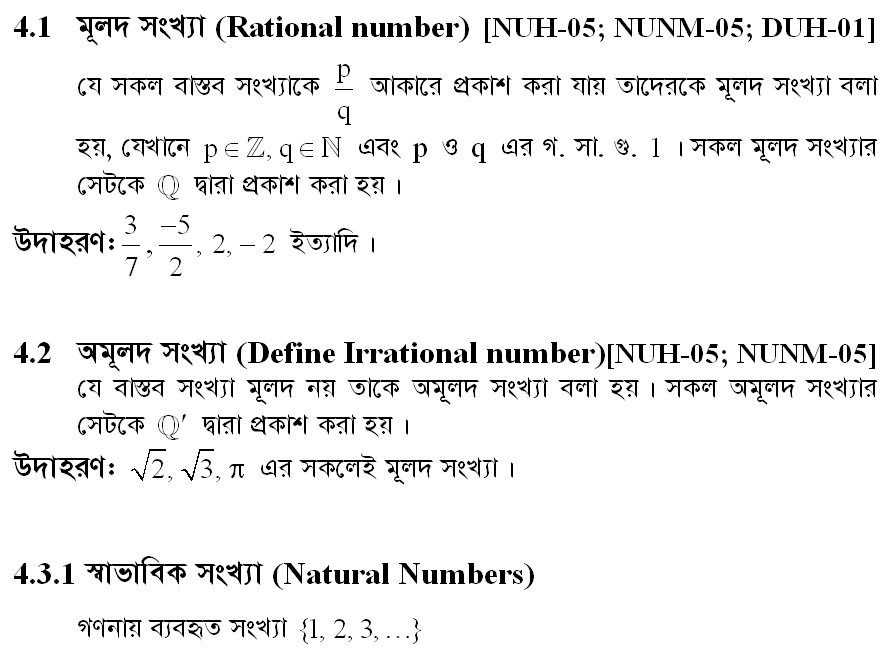 4.1 মূলদ সংখ্যা (Rational number) [NUH-05; NUNM-05; DUH-01]
যে সকল বাস্তব সংখ্যাকে p/q আকারে প্রকাশ করা যায় তাদেরকে মূলদ সংখ্যা বলা
হয়, যেখানে p∈ℤ, q∈ℕ এবং p ও q এর গ. সা. গু. 1 । সকল মূলদ সংখ্যার
সেটকে ℚ দ্বারা প্রকাশ করা হয় ।
উদাহরণঃ 3/7, -5/2, 2, -2 ইত্যাদি ।
4.2 অমূলদ সংখ্যা (Define Irrational number)[NUH-05; NUNM-05]
যে বাস্তব সংখ্যা মূলদ নয় তাকে অমূলদ সংখ্যা বলা হয় । সকল অমূলদ সংখ্যার
সেটকে ℚ′ দ্বারা প্রকাশ করা হয় ।
উদাহরণঃ √2, √3, π এর সকলেই মূলদ সংখ্যা ।
4.3.1 স্বাভাবিক সংখ্যা (Natural Numbers)
গণনায় ব্যবহৃত সংখ্যা {1, 2, 3, …}